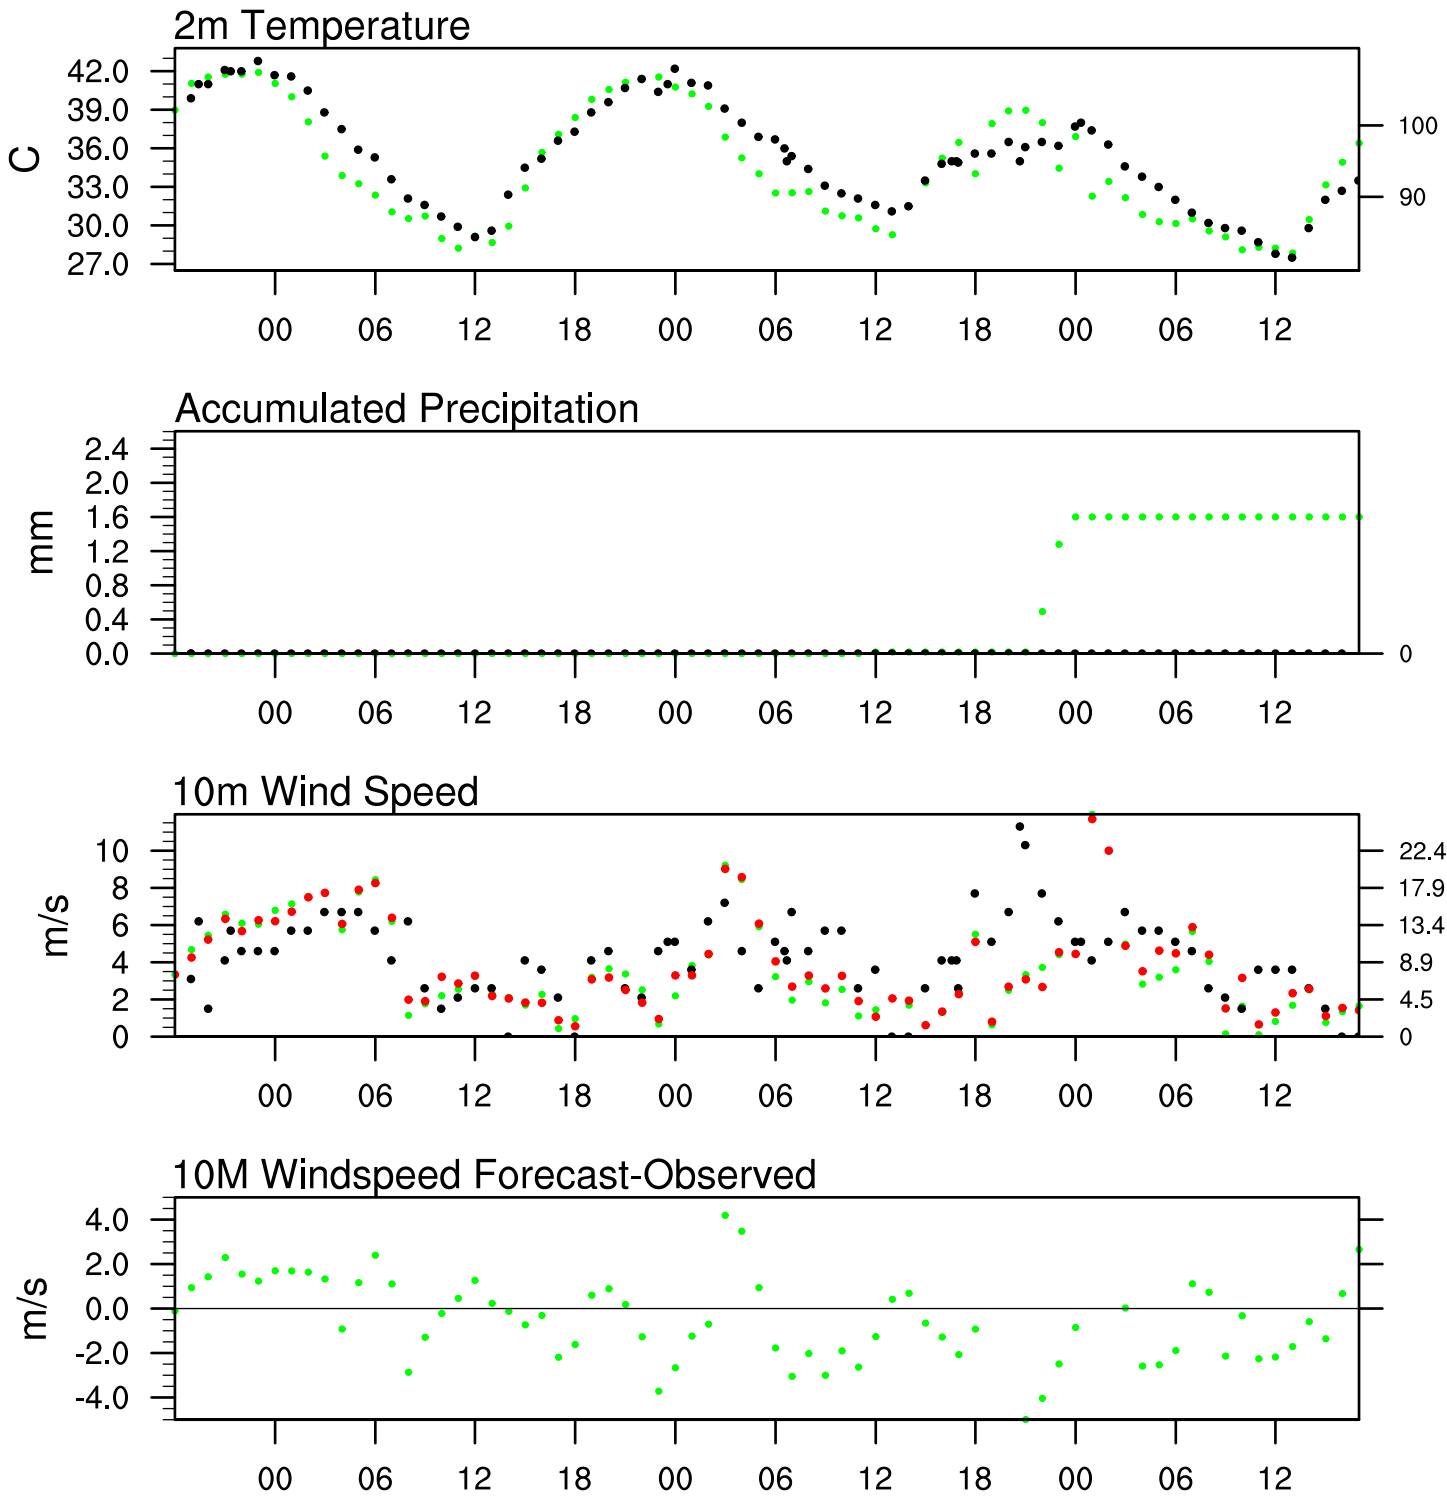 2m Temperature
42.0
39.0
36.0
33.0
30.0
27.0
C
100
90
00 06 12 18 00 06 12 18 00 06 12
Accumulated Precipitation
2.4
2.0
1.6
1.2
0.8
0.4
0.0
mm
0
00 06 12 18 00 06 12 18 00 06 12
10m Wind Speed
10
8
6
4
2
0
m/s
22.4
17.9
13.4
8.9
4.5
0
00 06 12 18 00 06 12 18 00 06 12
10M Windspeed Forecast-Observed
4.0
2.0
0.0
-2.0
-4.0
m/s
00 06 12 18 00 06 12 18 00 06 12